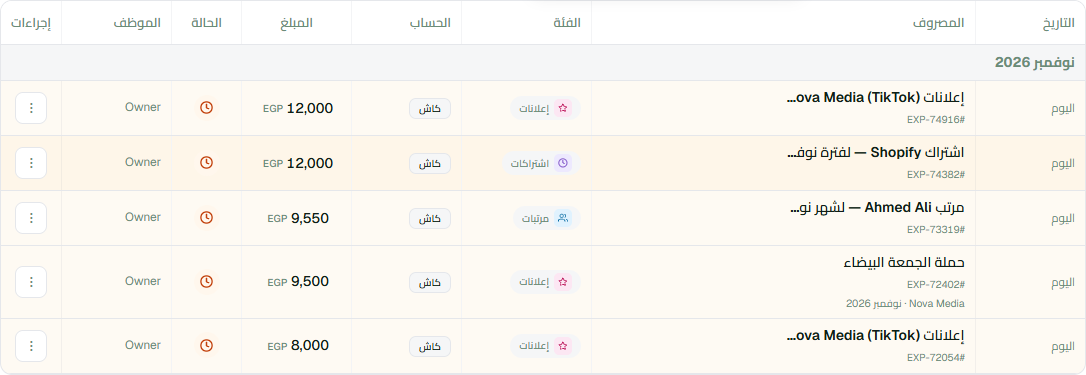 التاريخ
المصروف
الفئة
الحساب
المبلغ
الحالة
الموظف
إجراءات
نوفمبر 2026
اليوم
إعلانات ova Media (TikTok)...
EXP-74916#
إعلانات
كاش
EGP 12,000
Owner
اليوم
اشتراك Shopify — لفترة نوفـ...
EXP-74382#
اشتراكات
كاش
EGP 12,000
Owner
اليوم
مرتب Ahmed Ali — لشهر نو...
EXP-73319#
مرتبات
كاش
EGP 9,550
Owner
اليوم
حملة الجمعة البيضاء
EXP-72402#
Nova Media · نوفمبر 2026
إعلانات
كاش
EGP 9,500
Owner
اليوم
إعلانات ova Media (TikTok)...
EXP-72054#
إعلانات
كاش
EGP 8,000
Owner